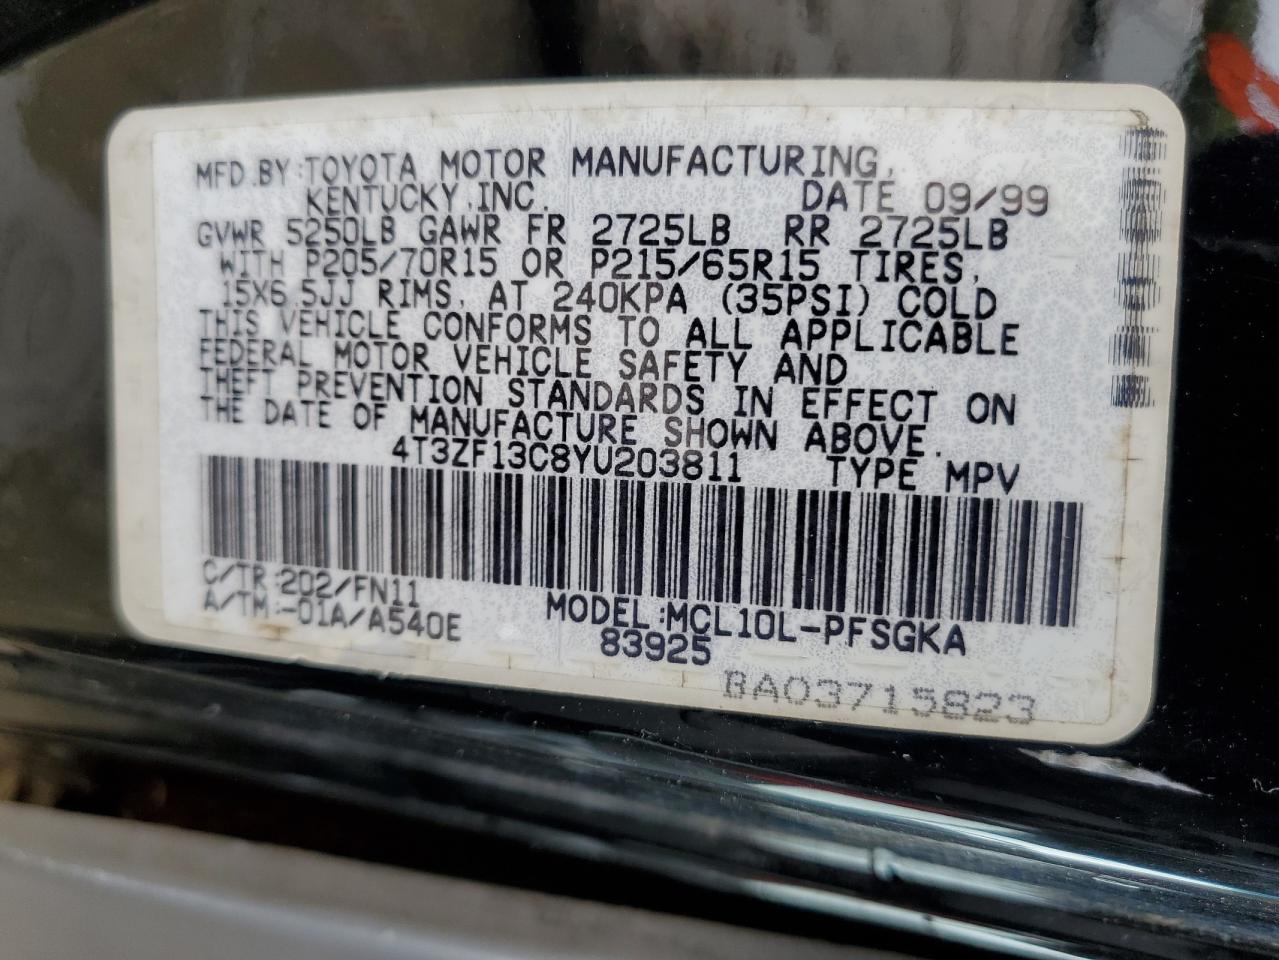 MFD.BY:TOYOTA MOTOR MANUFACTURING,
KENTUCKY,INC. DATE 09/99
GVWR 5250LB GAWR FR 2725LB RR 2725LB
WITH P205/70R15 OR P215/65R15 TIRES,
15X6.5JJ RIMS, AT 240KPA (35PSI) COLD
THIS VEHICLE CONFORMS TO ALL APPLICABLE
FEDERAL MOTOR VEHICLE SAFETY AND
THEFT PREVENTION STANDARDS IN EFFECT ON
THE DATE OF MANUFACTURE SHOWN ABOVE.
4T3ZF13C8YU203811 TYPE MPV
C/TR:202/FN11
A/TM:-01A/A540E MODEL:MCL10L-PFSGKA
83925
BA03715823